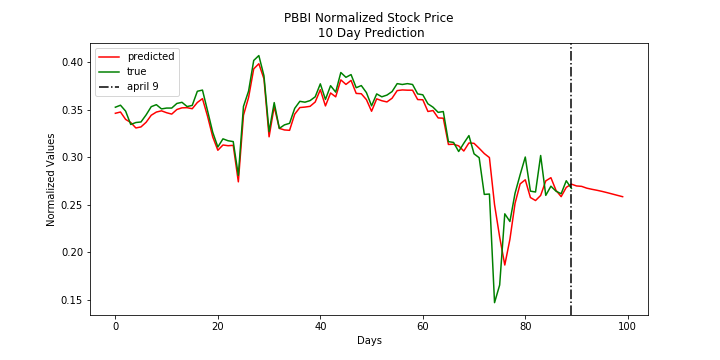 PBBI Normalized Stock Price
10 Day Prediction
predicted
true
april 9
Normalized Values
0.40
0.35
0.30
0.25
0.20
0.15
0
20
40
60
80
100
Days